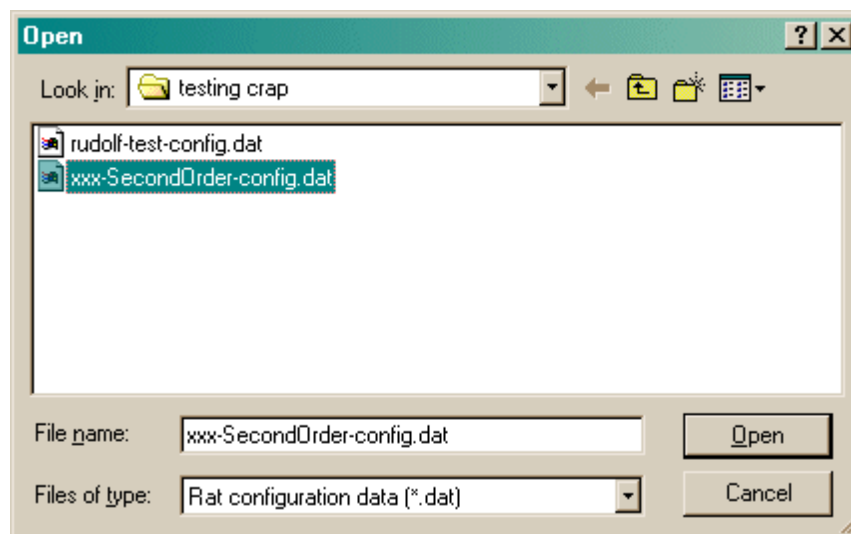 Open
Look in: testing crap
rudolf-test-config.dat
xxx-SecondOrder-config.dat
File name: xxx-SecondOrder-config.dat Open
Files of type: Rat configuration data (*.dat) Cancel